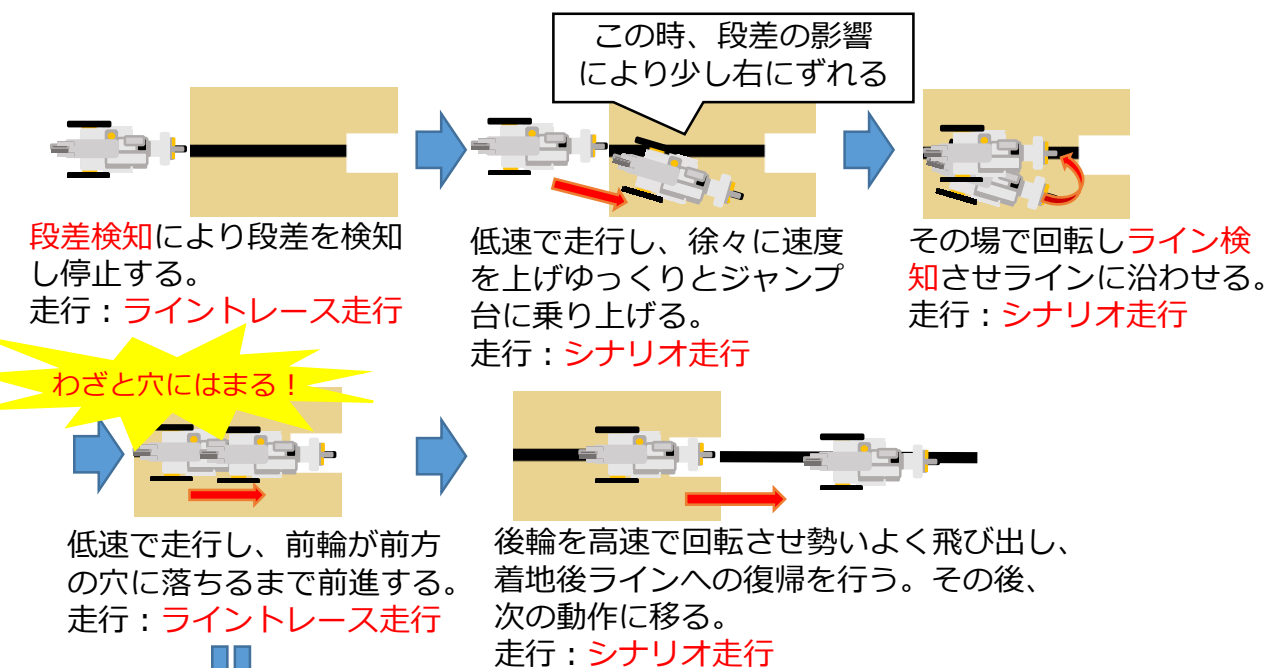 この時、段差の影響
により少し右にずれる
段差検知により段差を検知
し停止する。
走行：ライントレース走行
低速で走行し、徐々に速度
を上げゆっくりとジャンプ
台に乗り上げる。
走行：シナリオ走行
その場で回転しライン検
知させラインに沿わせる。
走行：シナリオ走行
わざと穴にはまる！
低速で走行し、前輪が前方
の穴に落ちるまで前進する。
走行：ライントレース走行
後輪を高速で回転させ勢いよく飛び出し、
着地後ラインへの復帰を行う。その後、
次の動作に移る。
走行：シナリオ走行